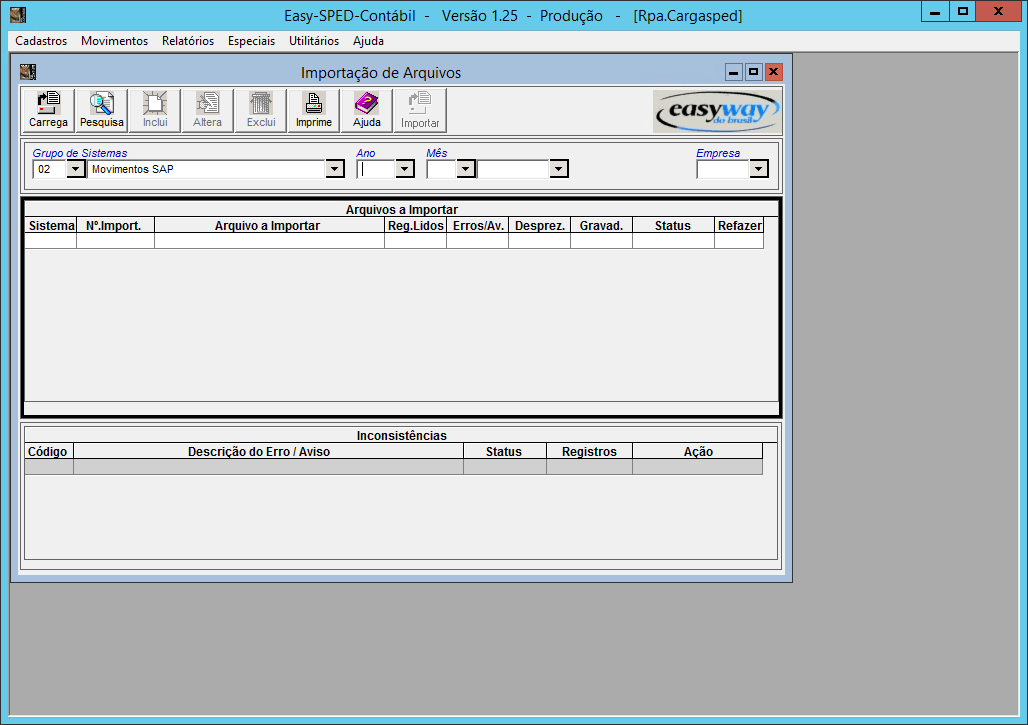 Easy-SPED-Contábil - Versão 1.25 - Produção - [Rpa.Cargasped]
Cadastros Movimentos Relatórios Especiais Utilitários Ajuda
Importação de Arquivos
Carrega Pesquisa Inclui Altera Exclui Imprime Ajuda Importar
easyway
do brasil
Grupo de Sistemas Ano Mês Empresa
02 Movimentos SAP
Arquivos a Importar
Sistema Nº.Import. Arquivo a Importar Reg.Lidos Erros/Av. Desprez. Gravad. Status Refazer
Inconsistências
Código Descrição do Erro / Aviso Status Registros Ação